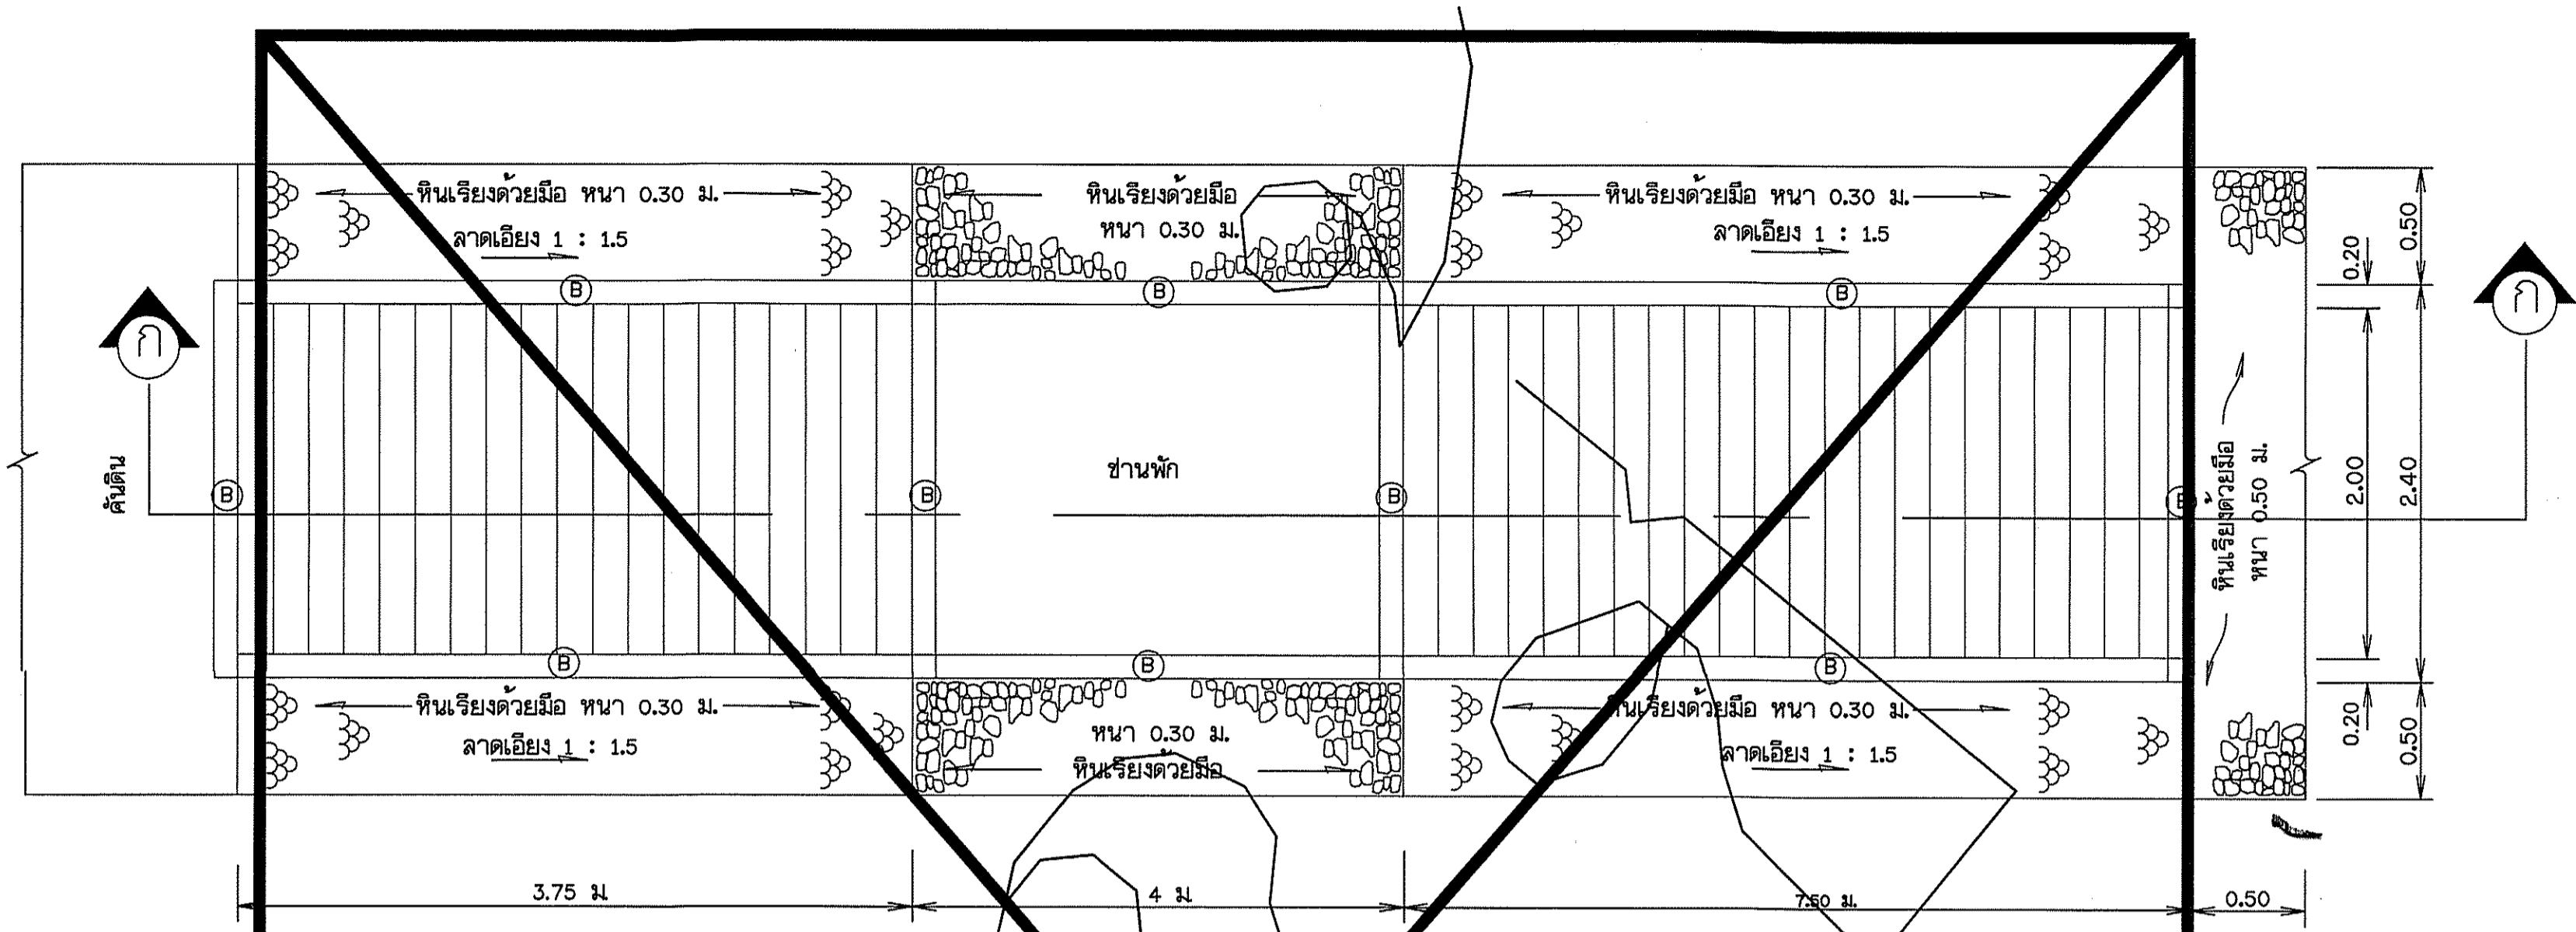 หินเรียงด้วยมือ หนา 0.30 ม.
ลาดเอียง 1 : 1.5
หินเรียงด้วยมือ
หนา 0.30 ม.
หินเรียงด้วยมือ หนา 0.30 ม.
ลาดเอียง 1 : 1.5
0.50
0.20
B
B
B
ก
ก
คันดิน
B
B
ชานพัก
B
B
หินเรียงด้วยมือ
หนา 0.50 ม.
2.00
2.40
B
B
B
หินเรียงด้วยมือ หนา 0.30 ม.
ลาดเอียง 1 : 1.5
หนา 0.30 ม.
หินเรียงด้วยมือ
หินเรียงด้วยมือ หนา 0.30 ม.
ลาดเอียง 1 : 1.5
0.20
0.50
3.75 ม
4 ม
7.50 ม.
0.50